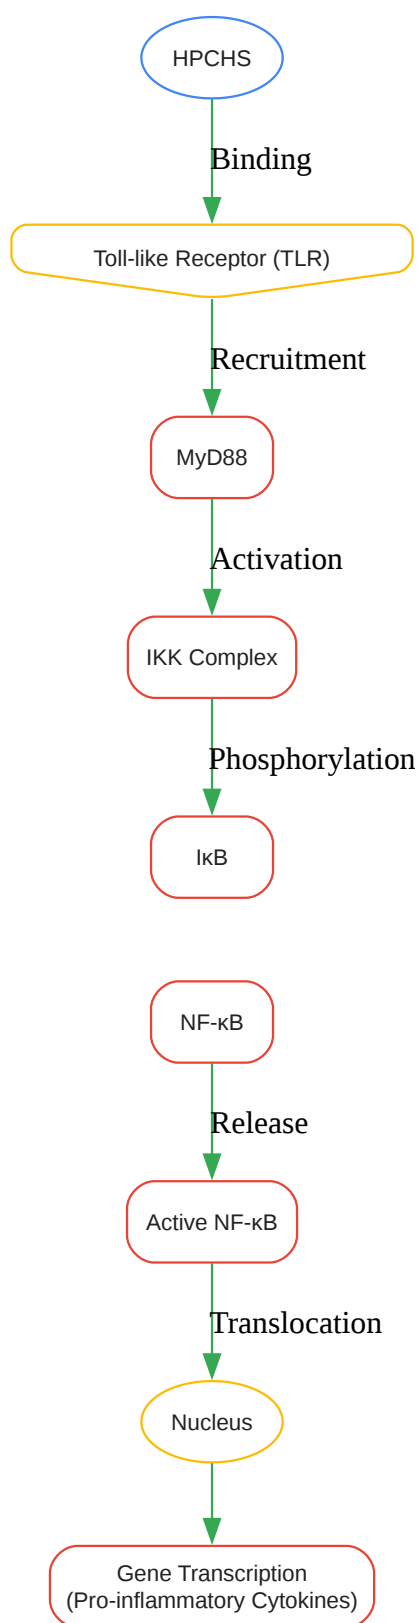 HPCHS
Binding
Toll-like Receptor (TLR)
Recruitment
MyD88
Activation
IKK Complex
Phosphorylation
IκB
NF-κB
Release
Active NF-κB
Translocation
Nucleus
Gene Transcription
(Pro-inflammatory Cytokines)